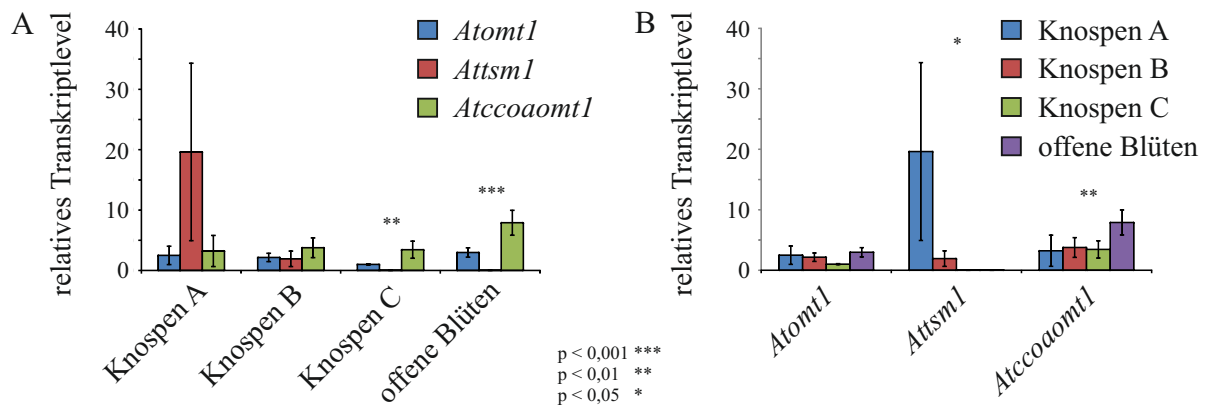 A
relatives Transkriptlevel
40
30
20
10
0
Atomt1
Attsm1
Atccoaomt1
**
***
Knospen A
Knospen B
Knospen C
offene Blüten
p < 0,001 ***
p < 0,01 **
p < 0,05 *
B
relatives Transkriptlevel
40
30
20
10
0
*
**
Knospen A
Knospen B
Knospen C
offene Blüten
Atomt1
Attsm1
Atccoaomt1